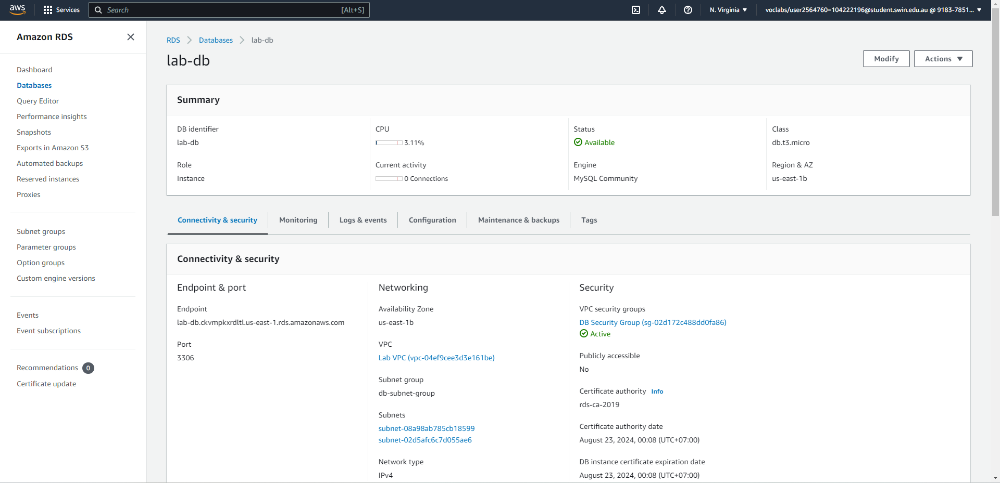 aws
Services
Search
[Alt+S]
N. Virginia
voclabs/user2564760=104222196@student.swin.edu.au @ 9183-7851...
Amazon RDS
Dashboard
Databases
Query Editor
Performance insights
Snapshots
Exports in Amazon S3
Automated backups
Reserved instances
Proxies
Subnet groups
Parameter groups
Option groups
Custom engine versions
Events
Event subscriptions
Recommendations 0
Certificate update
RDS
Databases
lab-db
lab-db
Modify
Actions
Summary
DB identifier
lab-db
Role
Instance
CPU
3.11%
Current activity
0 Connections
Status
Available
Engine
MySQL Community
Class
db.t3.micro
Region & AZ
us-east-1b
Connectivity & security
Monitoring
Logs & events
Configuration
Maintenance & backups
Tags
Connectivity & security
Endpoint & port
Endpoint
lab-db.ckvmpkxrdltl.us-east-1.rds.amazonaws.com
Port
3306
Networking
Availability Zone
us-east-1b
VPC
Lab VPC (vpc-04ef9cee3d3e161be)
Subnet group
db-subnet-group
Subnets
subnet-08a98ab785cb18599
subnet-02d5afc6c7d055ae6
Network type
IPv4
Security
VPC security groups
DB Security Group (sg-02d172c488dd0fa86)
Active
Publicly accessible
No
Certificate authority Info
rds-ca-2019
Certificate authority date
August 23, 2024, 00:08 (UTC+07:00)
DB instance certificate expiration date
August 23, 2024, 00:08 (UTC+07:00)